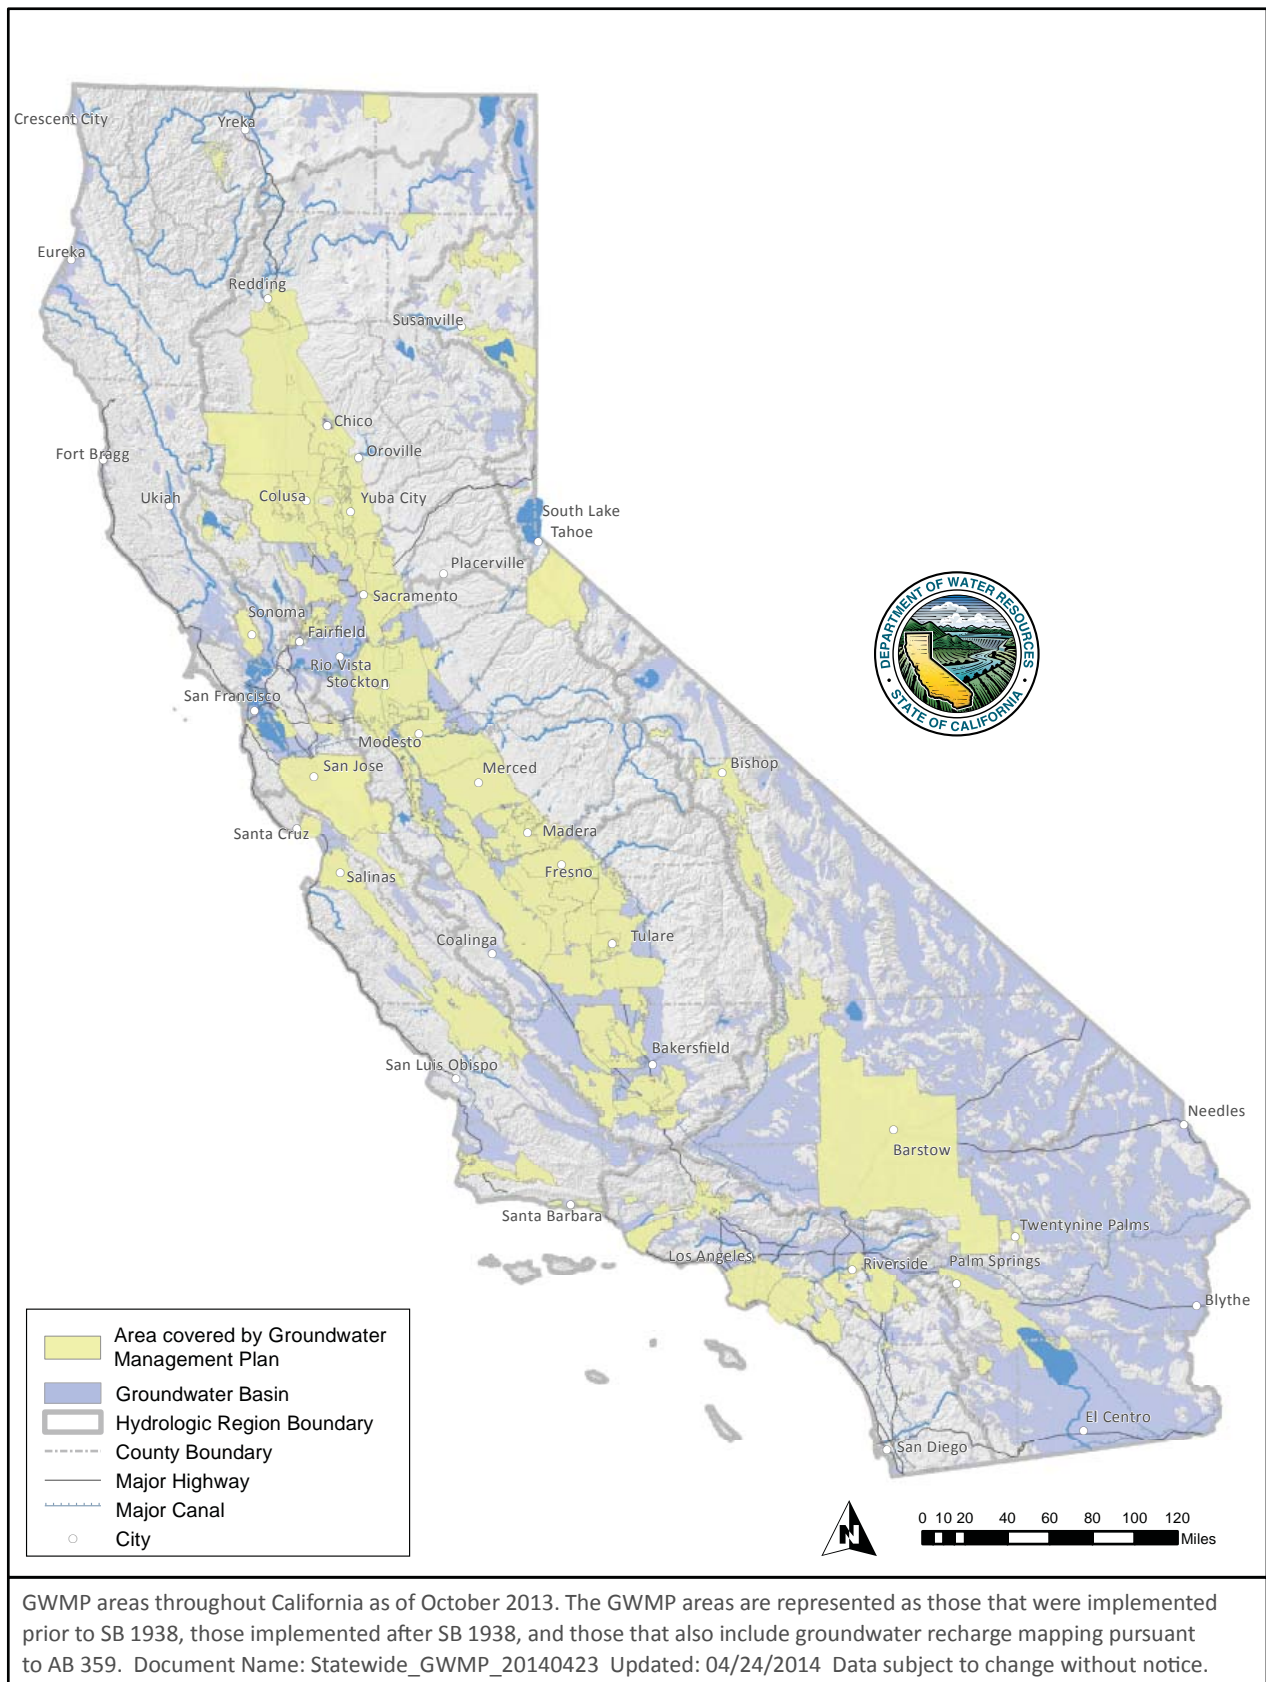 Crescent City
Yreka
Eureka
Redding
Susanville
Chico
Fort Bragg
Oroville
Ukiah
Colusa
Yuba City
South Lake
Tahoe
Placerville
Sacramento
Sonoma
Fairfield
Rio Vista
Stockton
San Francisco
Modesto
San Jose
Merced
Bishop
Santa Cruz
Madera
Fresno
Salinas
Coalinga
Tulare
Bakersfield
San Luis Obispo
Needles
Barstow
Santa Barbara
Twentynine Palms
Los Angeles
Riverside
Palm Springs
Blythe
El Centro
San Diego
DEPARTMENT OF WATER RESOURCES
STATE OF CALIFORNIA
Area covered by Groundwater
Management Plan
Groundwater Basin
Hydrologic Region Boundary
County Boundary
Major Highway
Major Canal
City
N
0 10 20 40 60 80 100 120
Miles
GWMP areas throughout California as of October 2013. The GWMP areas are represented as those that were implemented
prior to SB 1938, those implemented after SB 1938, and those that also include groundwater recharge mapping pursuant
to AB 359. Document Name: Statewide_GWMP_20140423 Updated: 04/24/2014 Data subject to change without notice.